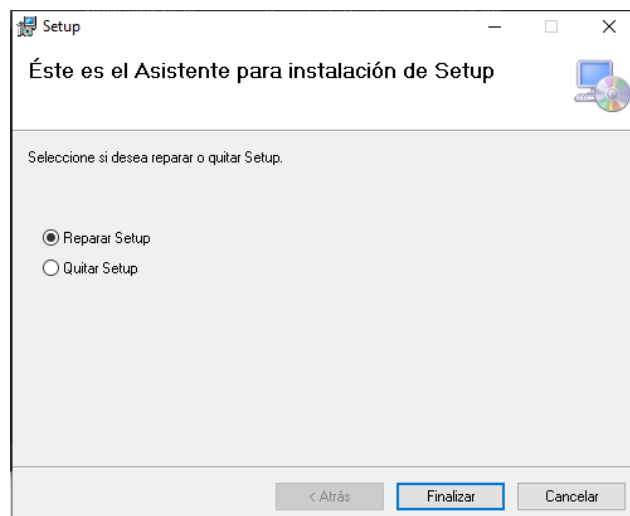 Setup
Éste es el Asistente para instalación de Setup
Seleccione si desea reparar o quitar Setup.
Reparar Setup
Quitar Setup
< Atrás Finalizar Cancelar